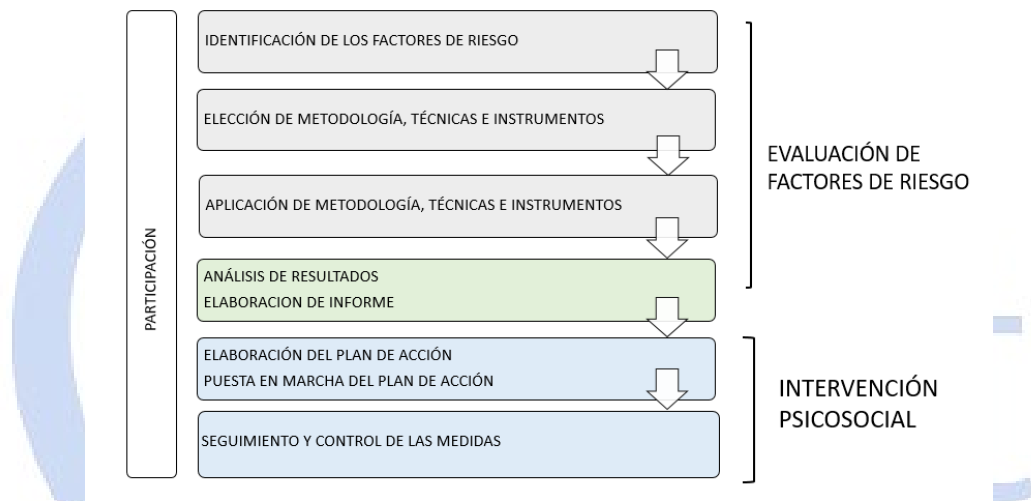 PARTICIPACIÓN
IDENTIFICACIÓN DE LOS FACTORES DE RIESGO
ELECCIÓN DE METODOLOGÍA, TÉCNICAS E INSTRUMENTOS
APLICACIÓN DE METODOLOGÍA, TÉCNICAS E INSTRUMENTOS
ANÁLISIS DE RESULTADOS
ELABORACION DE INFORME
EVALUACIÓN DE
FACTORES DE RIESGO
ELABORACIÓN DEL PLAN DE ACCIÓN
PUESTA EN MARCHA DEL PLAN DE ACCIÓN
SEGUIMIENTO Y CONTROL DE LAS MEDIDAS
INTERVENCIÓN
PSICOSOCIAL